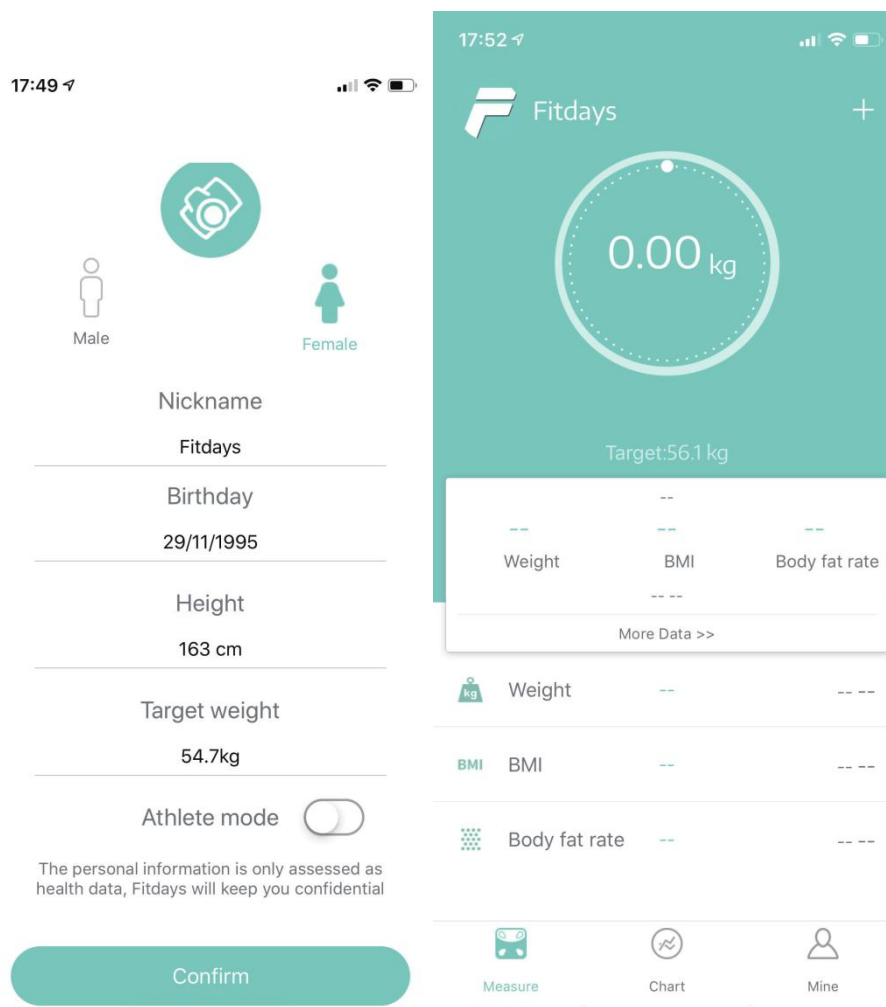 17:49
Male
Female
Nickname
Fitdays
Birthday
29/11/1995
Height
163 cm
Target weight
54.7kg
Athlete mode
The personal information is only assessed as
health data, Fitdays will keep you confidential
Confirm
17:52
Fitdays
0.00 kg
Target:56.1 kg
--
-- -- --
Weight BMI Body fat rate
-- --
More Data >>
kg Weight -- -- --
BMI BMI -- -- --
Body fat rate -- -- --
Measure Chart Mine